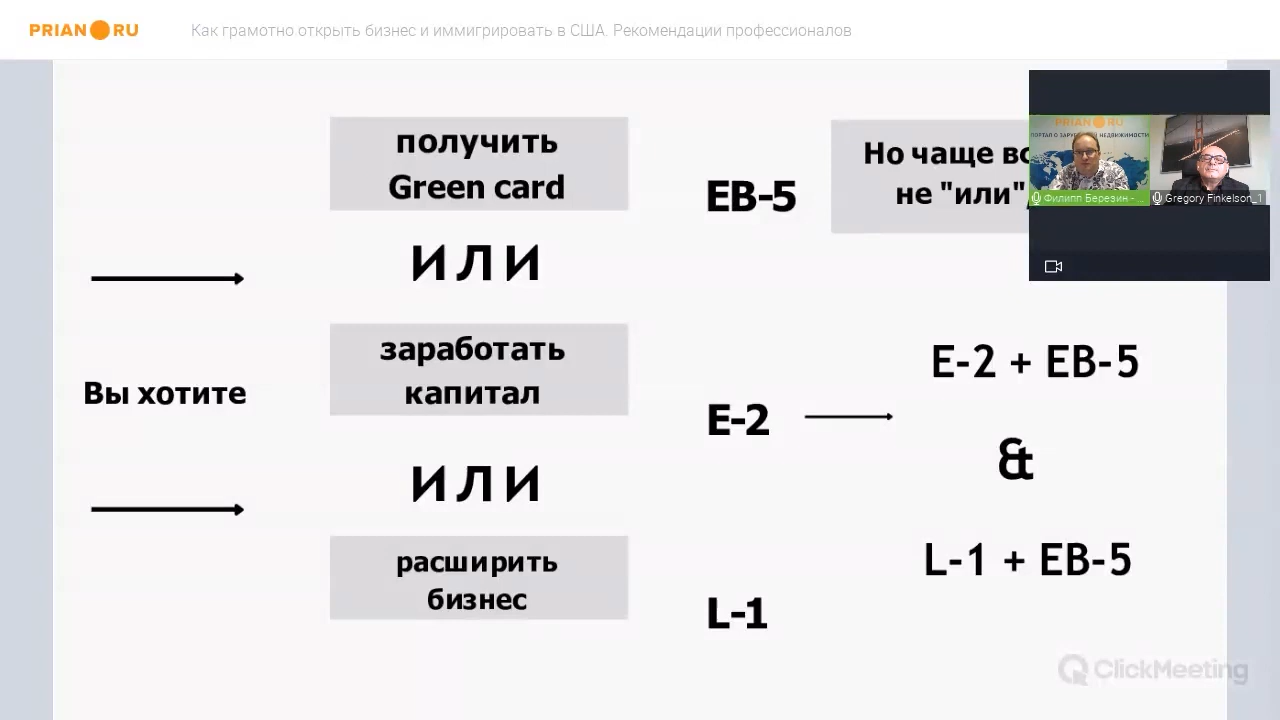 PRIAN RU
Как грамотно открыть бизнес и иммигрировать в США. Рекомендации профессионалов
получить
Green card
ИЛИ
заработать
капитал
Вы хотите
ИЛИ
расширить
бизнес
EB-5
E-2
L-1
Но чаще
не "или"
E-2 + EB-5
&
L-1 + EB-5
PRIAN RU
Филипп Березин - ...
Gregory Finkelson_1
ClickMeeting